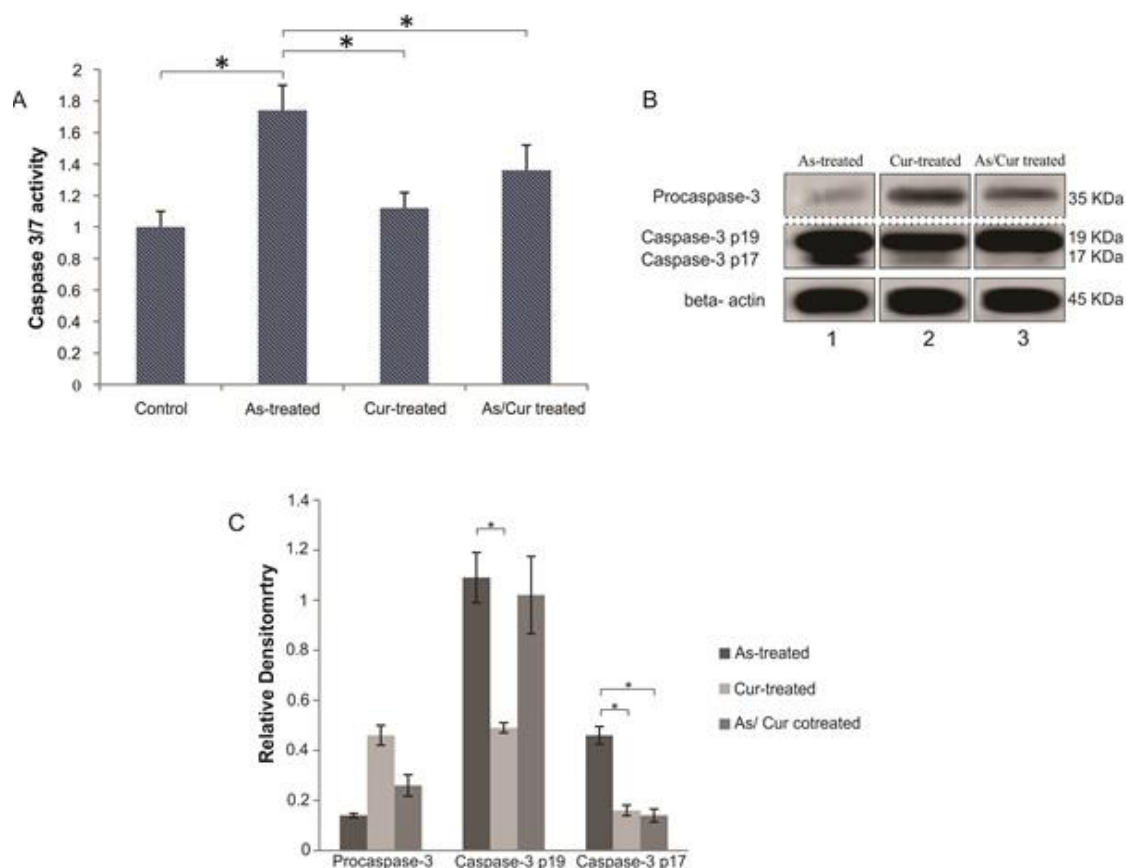 A
*
*
*
2
1.8
1.6
1.4
1.2
1
0.8
0.6
0.4
0.2
0
Caspase 3/7 activity
Control As-treated Cur-treated As/Cur treated
B
As-treated Cur-treated As/Cur treated
Procaspase-3 35 KDa
Caspase-3 p19 19 KDa
Caspase-3 p17 17 KDa
beta- actin 45 KDa
1 2 3
C
1.4
1.2
1
0.8
0.6
0.4
0.2
0
Relative Densitomrtry
*
*
*
Procaspase-3 Caspase-3 p19 Caspase-3 p17
As-treated
Cur-treated
As/ Cur cotreated